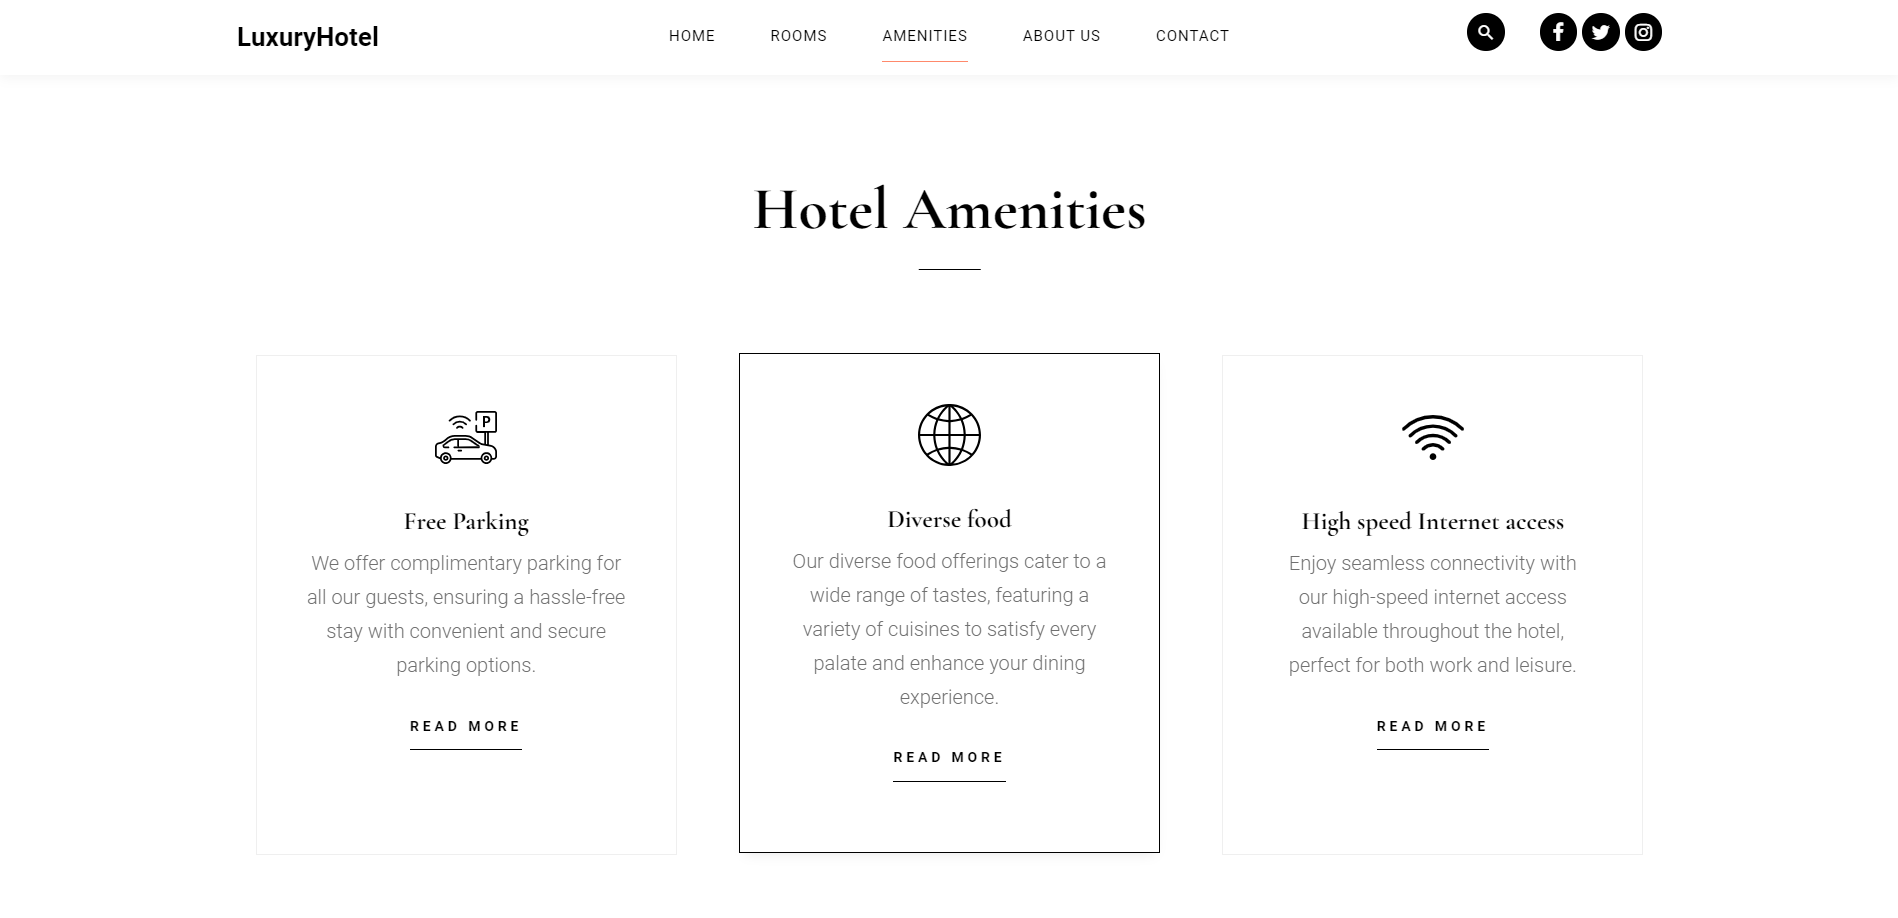 LuxuryHotel
HOME
ROOMS
AMENITIES
ABOUT US
CONTACT
Hotel Amenities
P
Free Parking
We offer complimentary parking for
all our guests, ensuring a hassle-free
stay with convenient and secure
parking options.
READ MORE
Diverse food
Our diverse food offerings cater to a
wide range of tastes, featuring a
variety of cuisines to satisfy every
palate and enhance your dining
experience.
READ MORE
High speed Internet access
Enjoy seamless connectivity with
our high-speed internet access
available throughout the hotel,
perfect for both work and leisure.
READ MORE